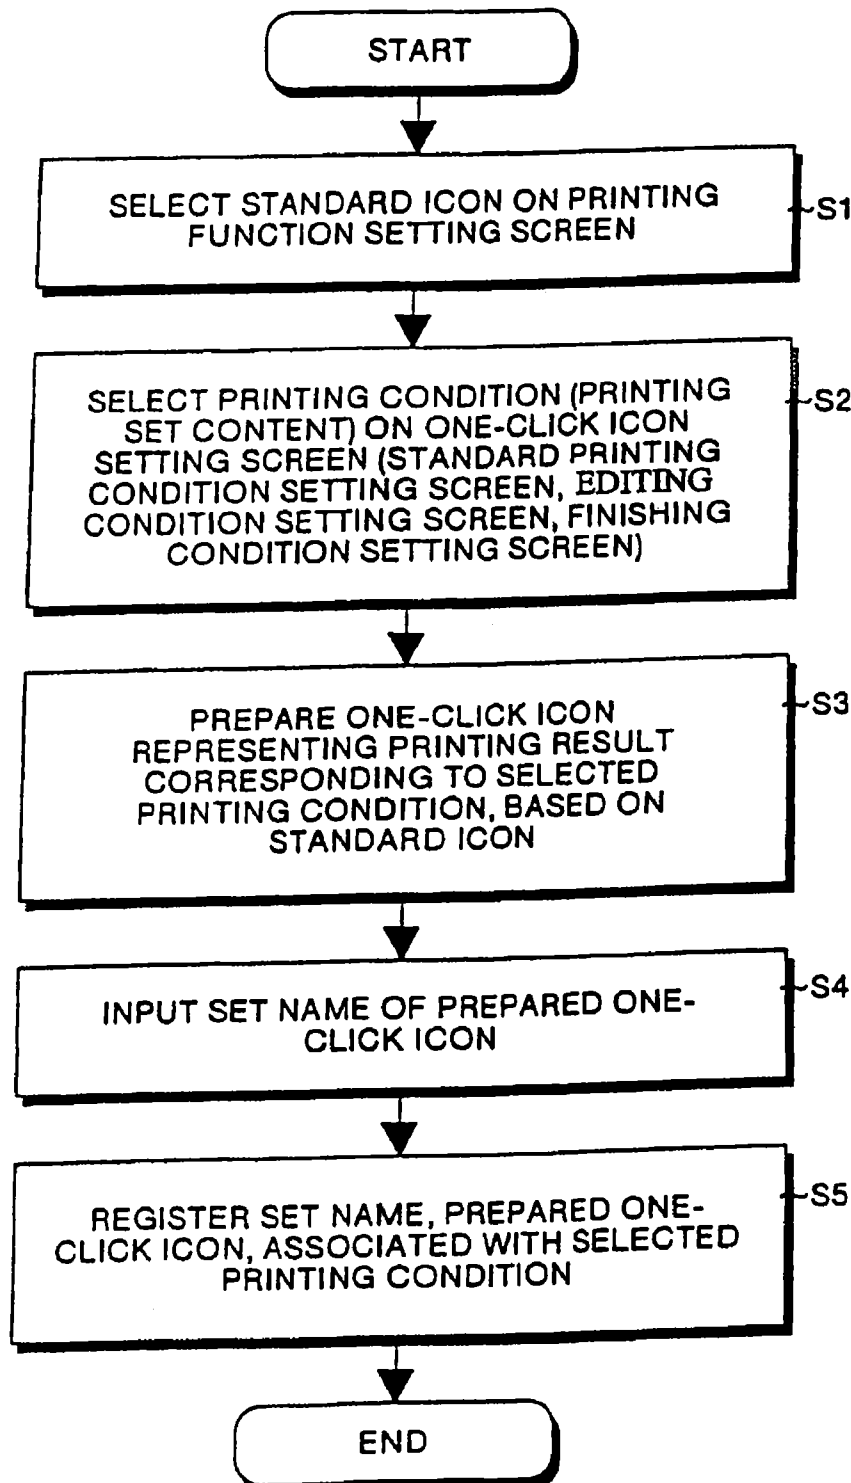 START
SELECT STANDARD ICON ON PRINTING
FUNCTION SETTING SCREEN
S1
SELECT PRINTING CONDITION (PRINTING
SET CONTENT) ON ONE-CLICK ICON
SETTING SCREEN (STANDARD PRINTING
CONDITION SETTING SCREEN, EDITING
CONDITION SETTING SCREEN, FINISHING
CONDITION SETTING SCREEN)
S2
PREPARE ONE-CLICK ICON
REPRESENTING PRINTING RESULT
CORRESPONDING TO SELECTED
PRINTING CONDITION, BASED ON
STANDARD ICON
S3
INPUT SET NAME OF PREPARED ONE-
CLICK ICON
S4
REGISTER SET NAME, PREPARED ONE-
CLICK ICON, ASSOCIATED WITH SELECTED
PRINTING CONDITION
S5
END